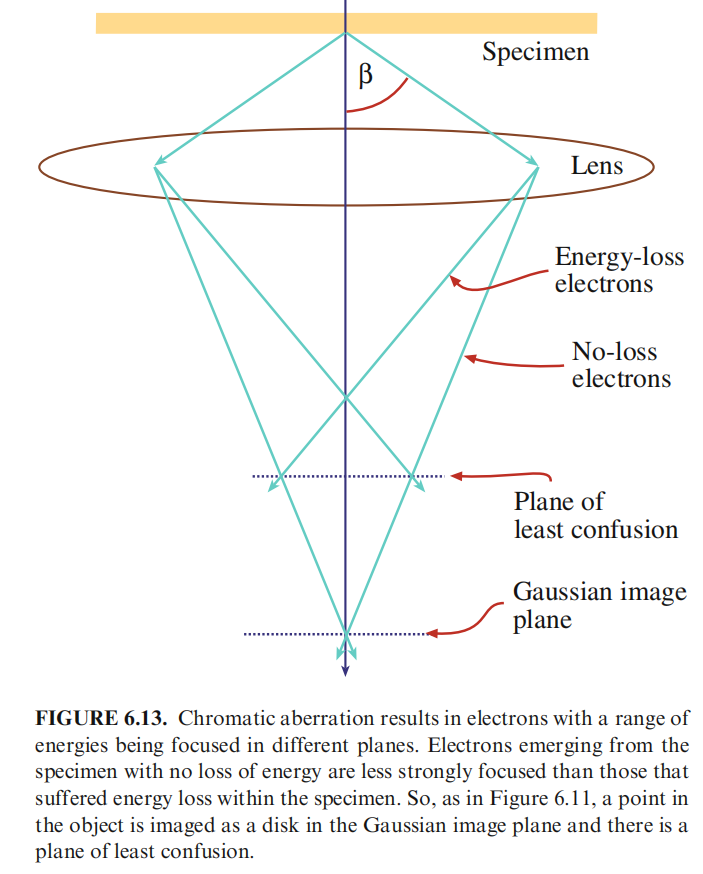 Specimen
β
Lens
Energy-loss
electrons
No-loss
electrons
Plane of
least confusion
Gaussian image
plane
FIGURE 6.13. Chromatic aberration results in electrons with a range of
energies being focused in different planes. Electrons emerging from the
specimen with no loss of energy are less strongly focused than those that
suffered energy loss within the specimen. So, as in Figure 6.11, a point in
the object is imaged as a disk in the Gaussian image plane and there is a
plane of least confusion.